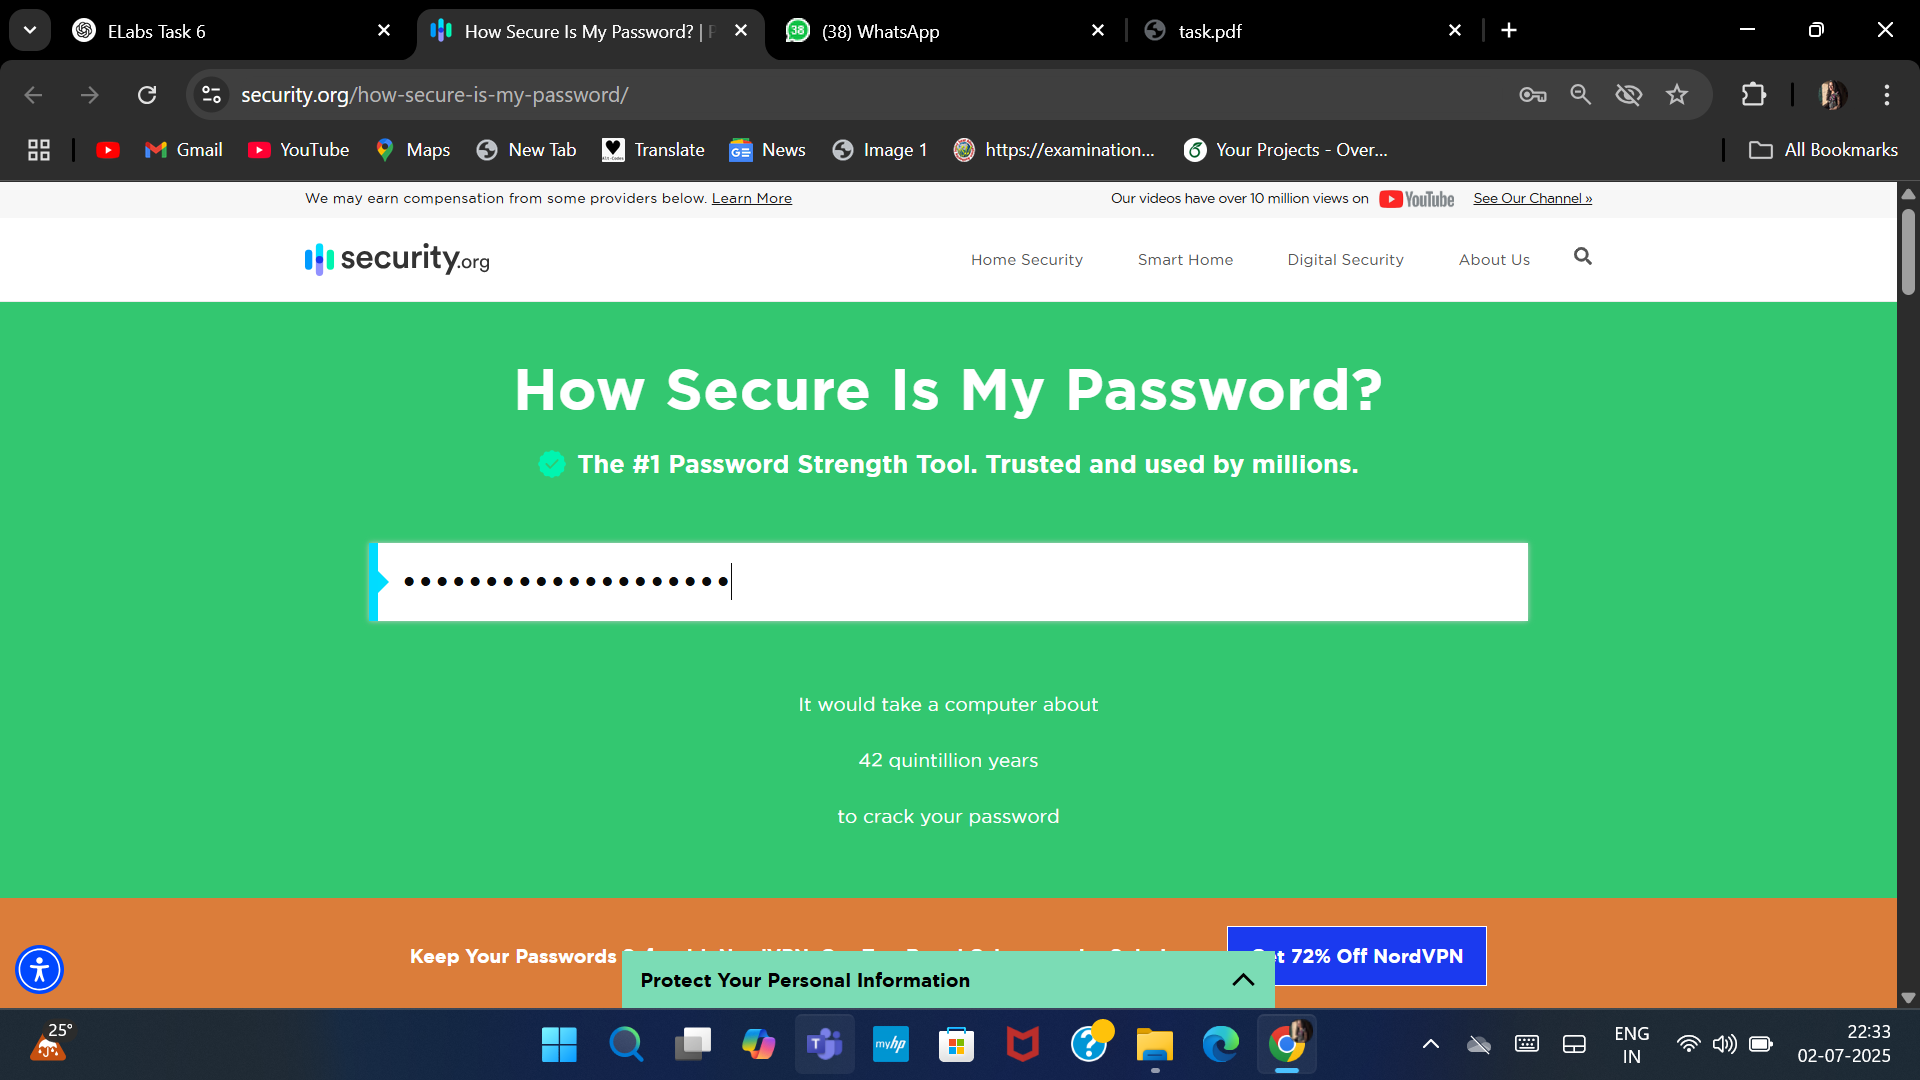 ELabs Task 6
How Secure Is My Password? |
(38) WhatsApp
task.pdf
security.org/how-secure-is-my-password/
Gmail
YouTube
Maps
New Tab
Translate
News
Image 1
https://examination...
Your Projects - Over...
All Bookmarks
We may earn compensation from some providers below. Learn More
Our videos have over 10 million views on YouTube See Our Channel »
security.org
Home Security
Smart Home
Digital Security
About Us
How Secure Is My Password?
The #1 Password Strength Tool. Trusted and used by millions.
It would take a computer about
42 quintillion years
to crack your password
Keep Your Passwords
72% Off NordVPN
Protect Your Personal Information
25°
myhp
ENG
IN
22:33
02-07-2025